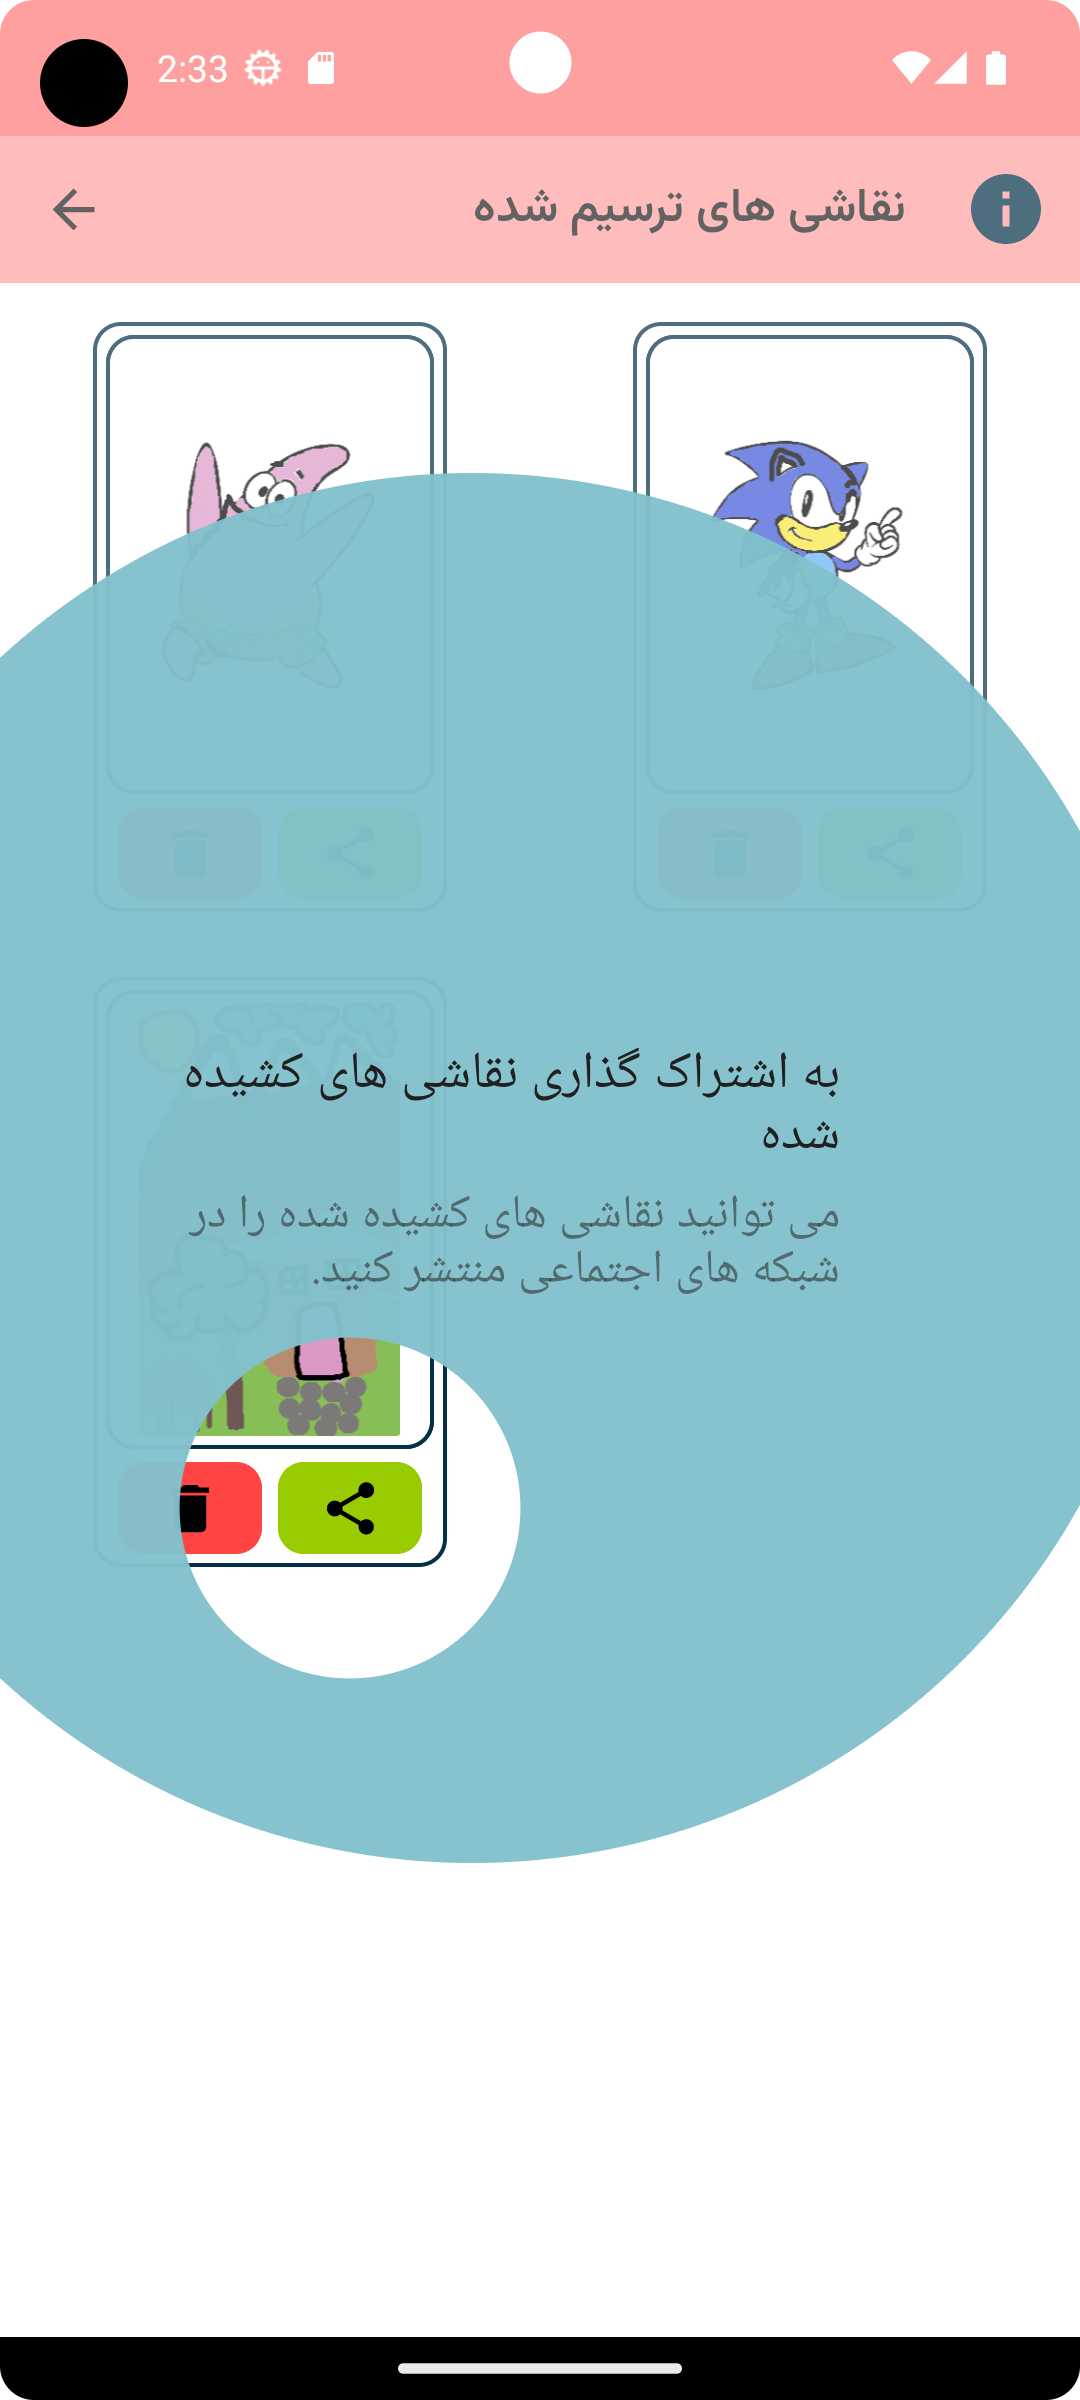 2:33
نقاشی های ترسیم شده
به اشتراک گذاری نقاشی های کشیده
شده
می توانید نقاشی های کشیده شده را در
شبکه های اجتماعی منتشر کنید.